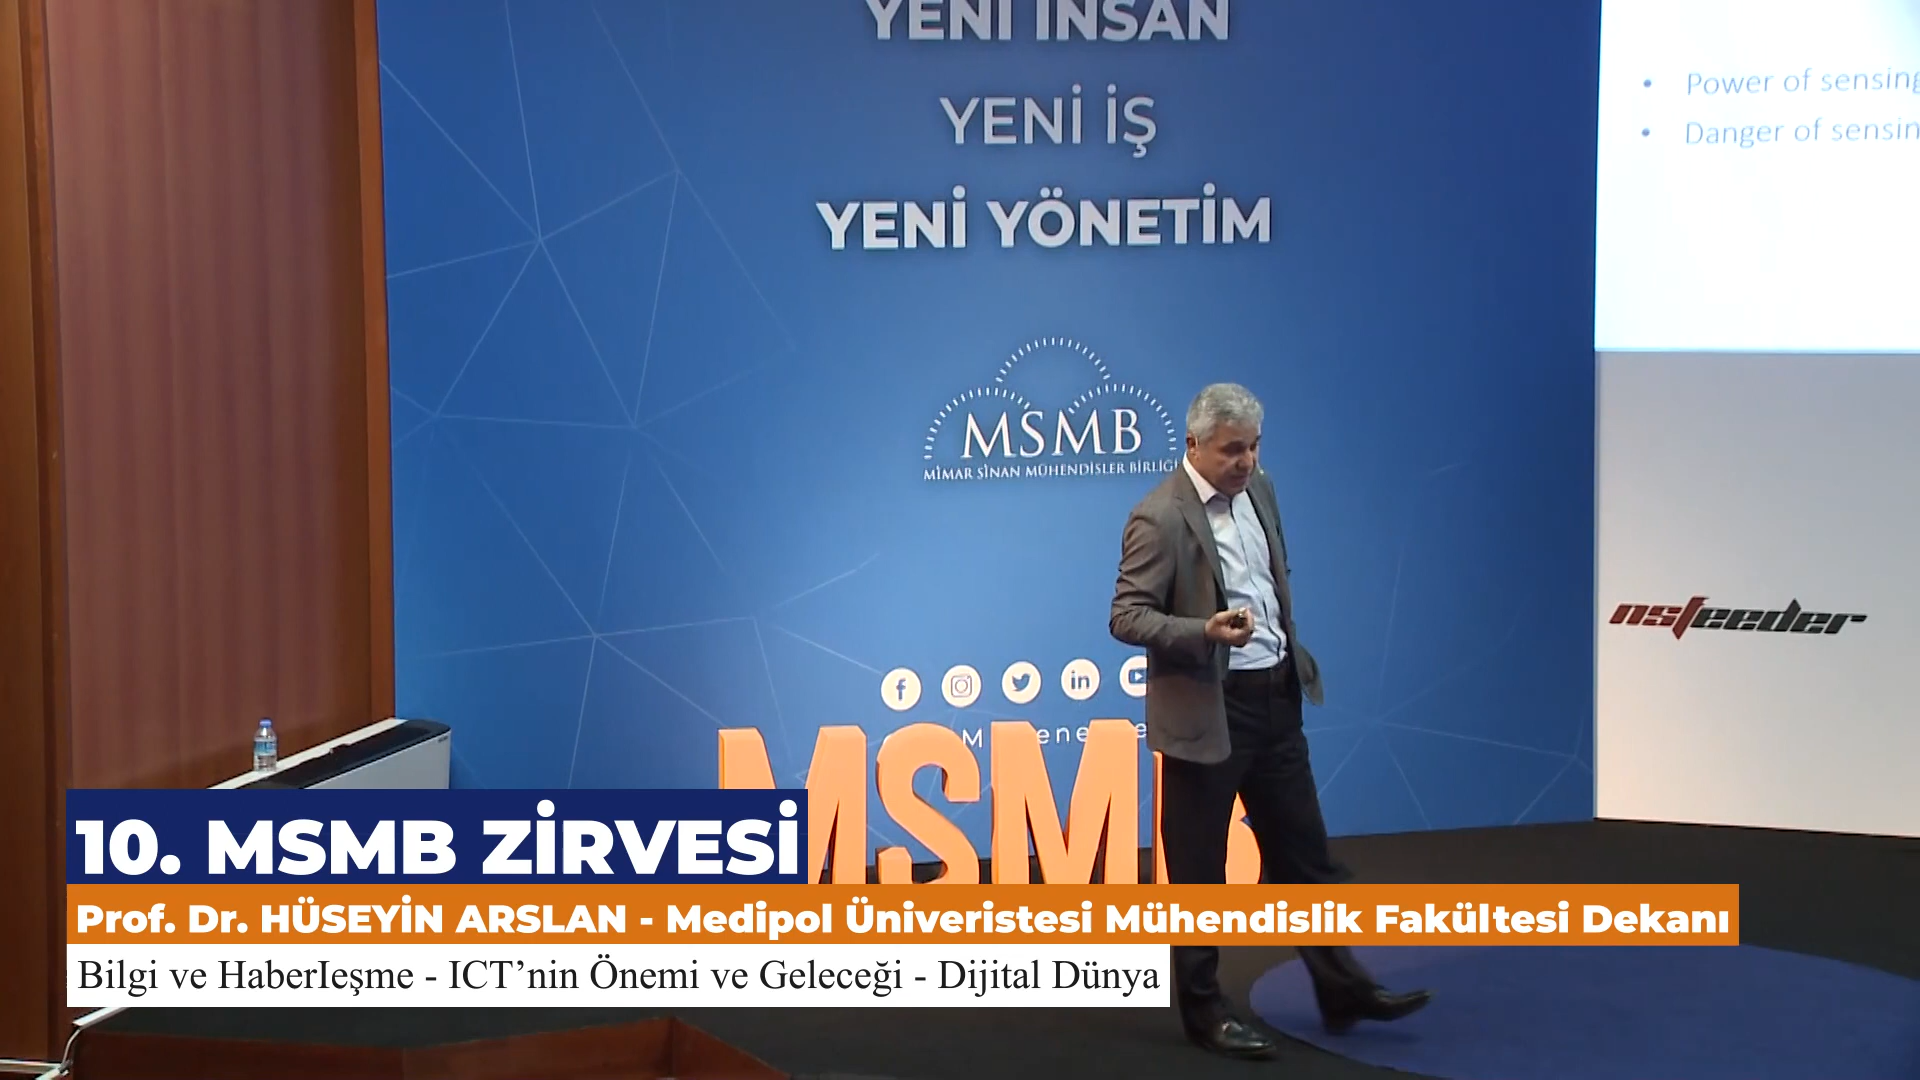 YENİ İNSAN
YENİ İŞ
YENİ YÖNETİM
MSMB
MİMAR SİNAN MÜHENDİSLER BİRLİĞİ
Power of sensing
Danger of sensin
nsfeeder
MSMB
10. MSMB ZİRVESİ
Prof. Dr. HÜSEYİN ARSLAN - Medipol Üniveristesi Mühendislik Fakültesi Dekanı
Bilgi ve HaberIeşme - ICT’nin Önemi ve Geleceği - Dijital Dünya